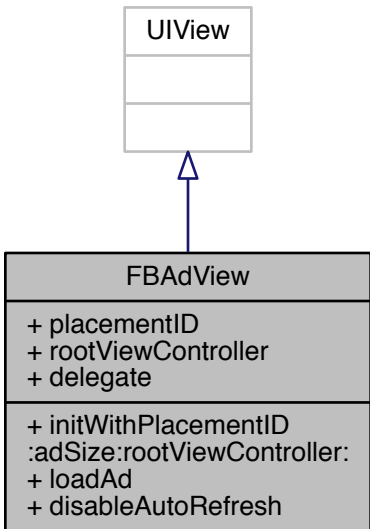 UIView
FBAdView
+ placementID
+ rootViewController
+ delegate
+ initWithPlacementID
:adSize:rootViewController:
+ loadAd
+ disableAutoRefresh